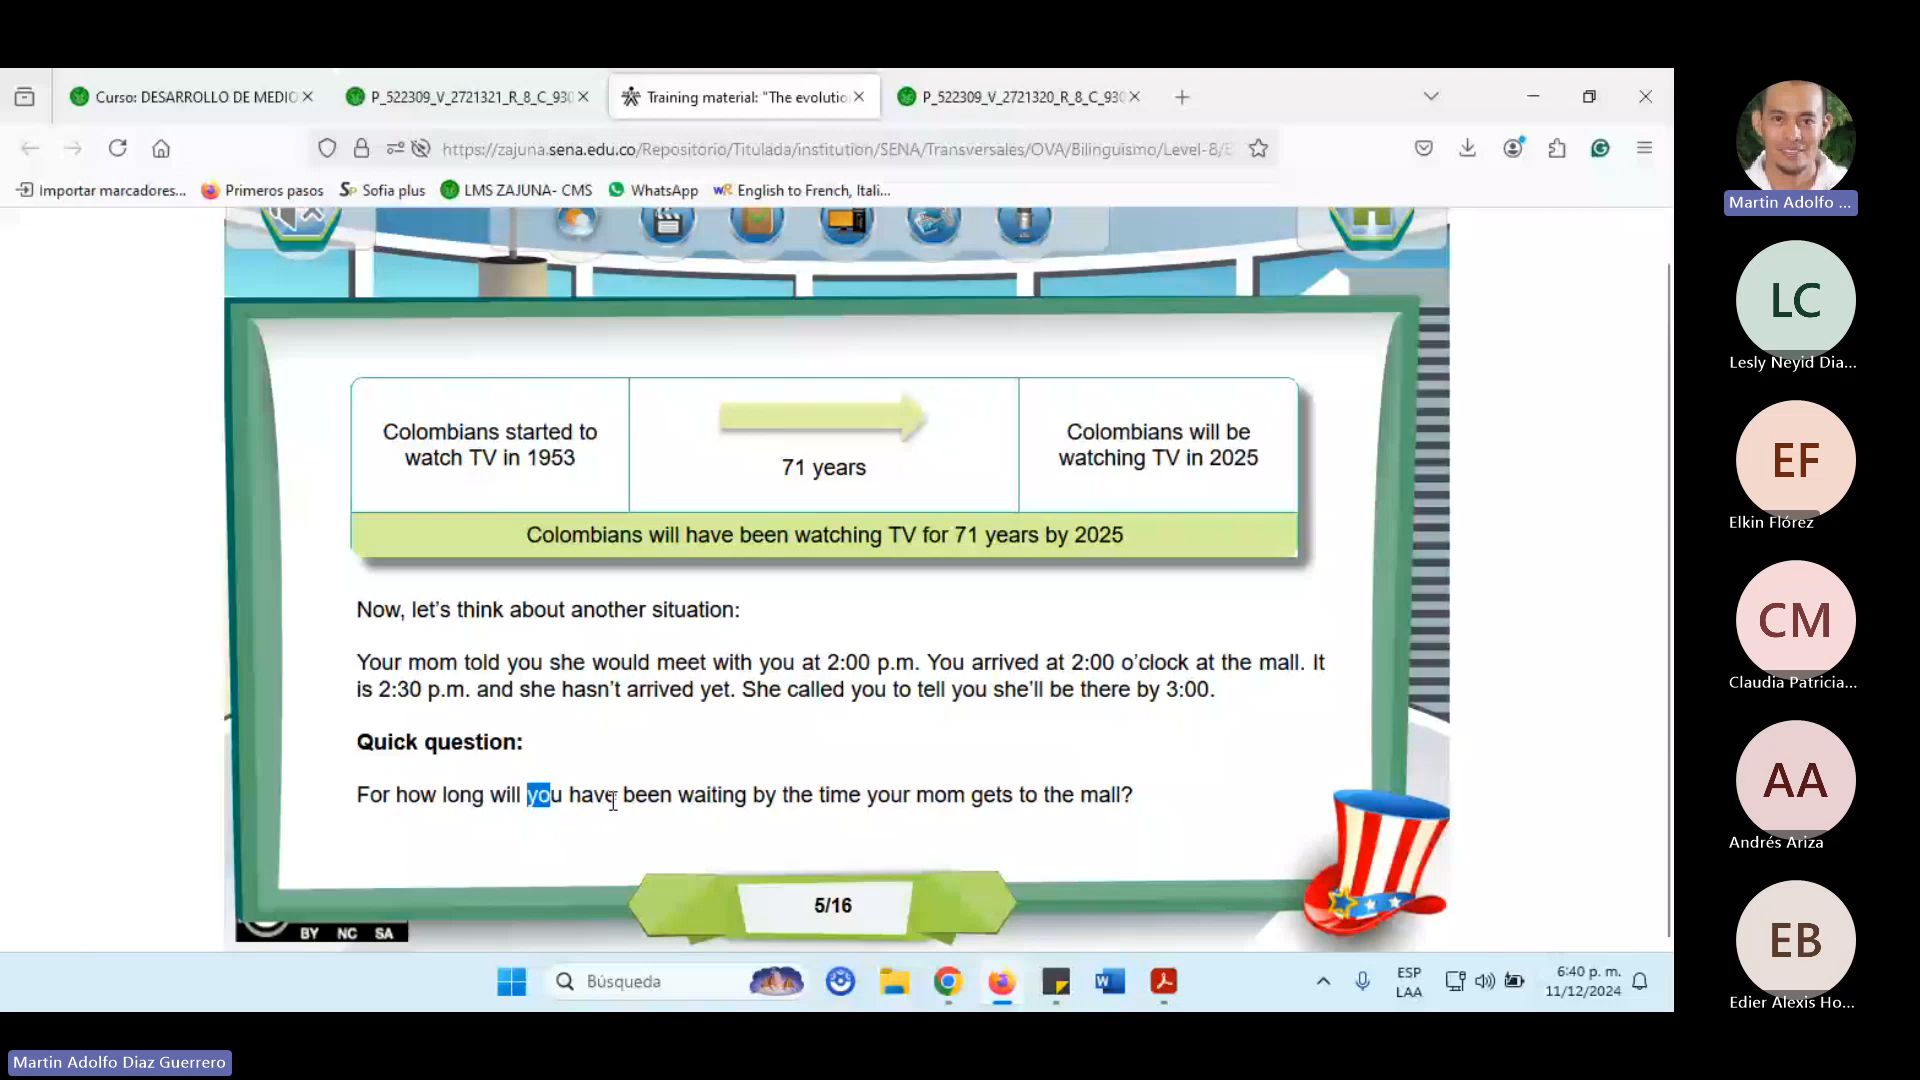 Curso: DESARROLLO DE MEDIO
P_522309_V_2721321_R_8_C_930
Training material: "The evolutio
P_522309_V_2721320_R_8_C_930
https://zajuna.sena.edu.co/Repositorio/Titulada/institution/SENA/Transversales/OVA/Bilinguismo/Level-8/
Importar marcadores...
Primeros pasos
Sofia plus
LMS ZAJUNA- CMS
WhatsApp
English to French, Itali...
Colombians started to
watch TV in 1953
71 years
Colombians will be
watching TV in 2025
Colombians will have been watching TV for 71 years by 2025
Now, let's think about another situation:
Your mom told you she would meet with you at 2:00 p.m. You arrived at 2:00 o'clock at the mall. It
is 2:30 p.m. and she hasn't arrived yet. She called you to tell you she'll be there by 3:00.
Quick question:
For how long will you have been waiting by the time your mom gets to the mall?
5/16
BY NC SA
Búsqueda
ESP
LAA
6:40 p. m.
11/12/2024
Martin Adolfo ...
LC
Lesly Neyid Dia...
EF
Elkin Flórez
CM
Claudia Patricia...
AA
Andrés Ariza
EB
Edier Alexis Ho...
Martin Adolfo Diaz Guerrero